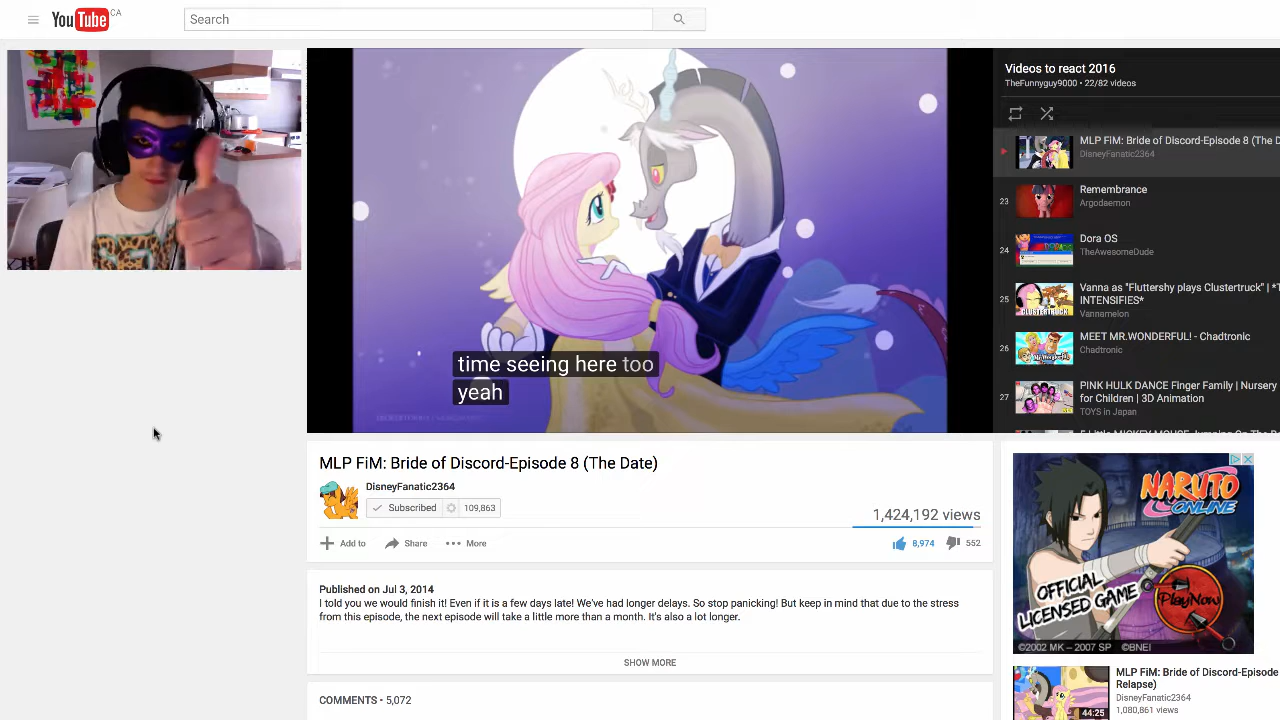 YouTube CA
Search
time seeing here too
yeah
Videos to react 2016
TheFunnyguy9000 • 22/82 videos
MLP FiM: Bride of Discord-Episode 8 (The D
DisneyFanatic2364
23
Remembrance
Argodaemon
24
Dora OS
TheAwesomeDude
25
Vanna as "Fluttershy plays Clustertruck" | *T
INTENSIFIES*
Vannamelon
CLUSTERTRUCK
26
MEET MR.WONDERFUL! - Chadtronic
Chadtronic
27
PINK HULK DANCE Finger Family | Nursery
for Children | 3D Animation
TOYS in Japan
MLP FiM: Bride of Discord-Episode 8 (The Date)
DisneyFanatic2364
Subscribed 109,863
1,424,192 views
Add to Share More
8,974 552
Published on Jul 3, 2014
I told you we would finish it! Even if it is a few days late! We've had longer delays. So stop panicking! But keep in mind that due to the stress
from this episode, the next episode will take a little more than a month. It's also a lot longer.
SHOW MORE
COMMENTS • 5,072
NARUTO
ONLINE
OFFICIAL
LICENSED GAME
Play Now
©2002 MK – 2007 SP ©BNEI
MLP FiM: Bride of Discord-Episode
Relapse)
DisneyFanatic2364
1,080,861 views
44:25